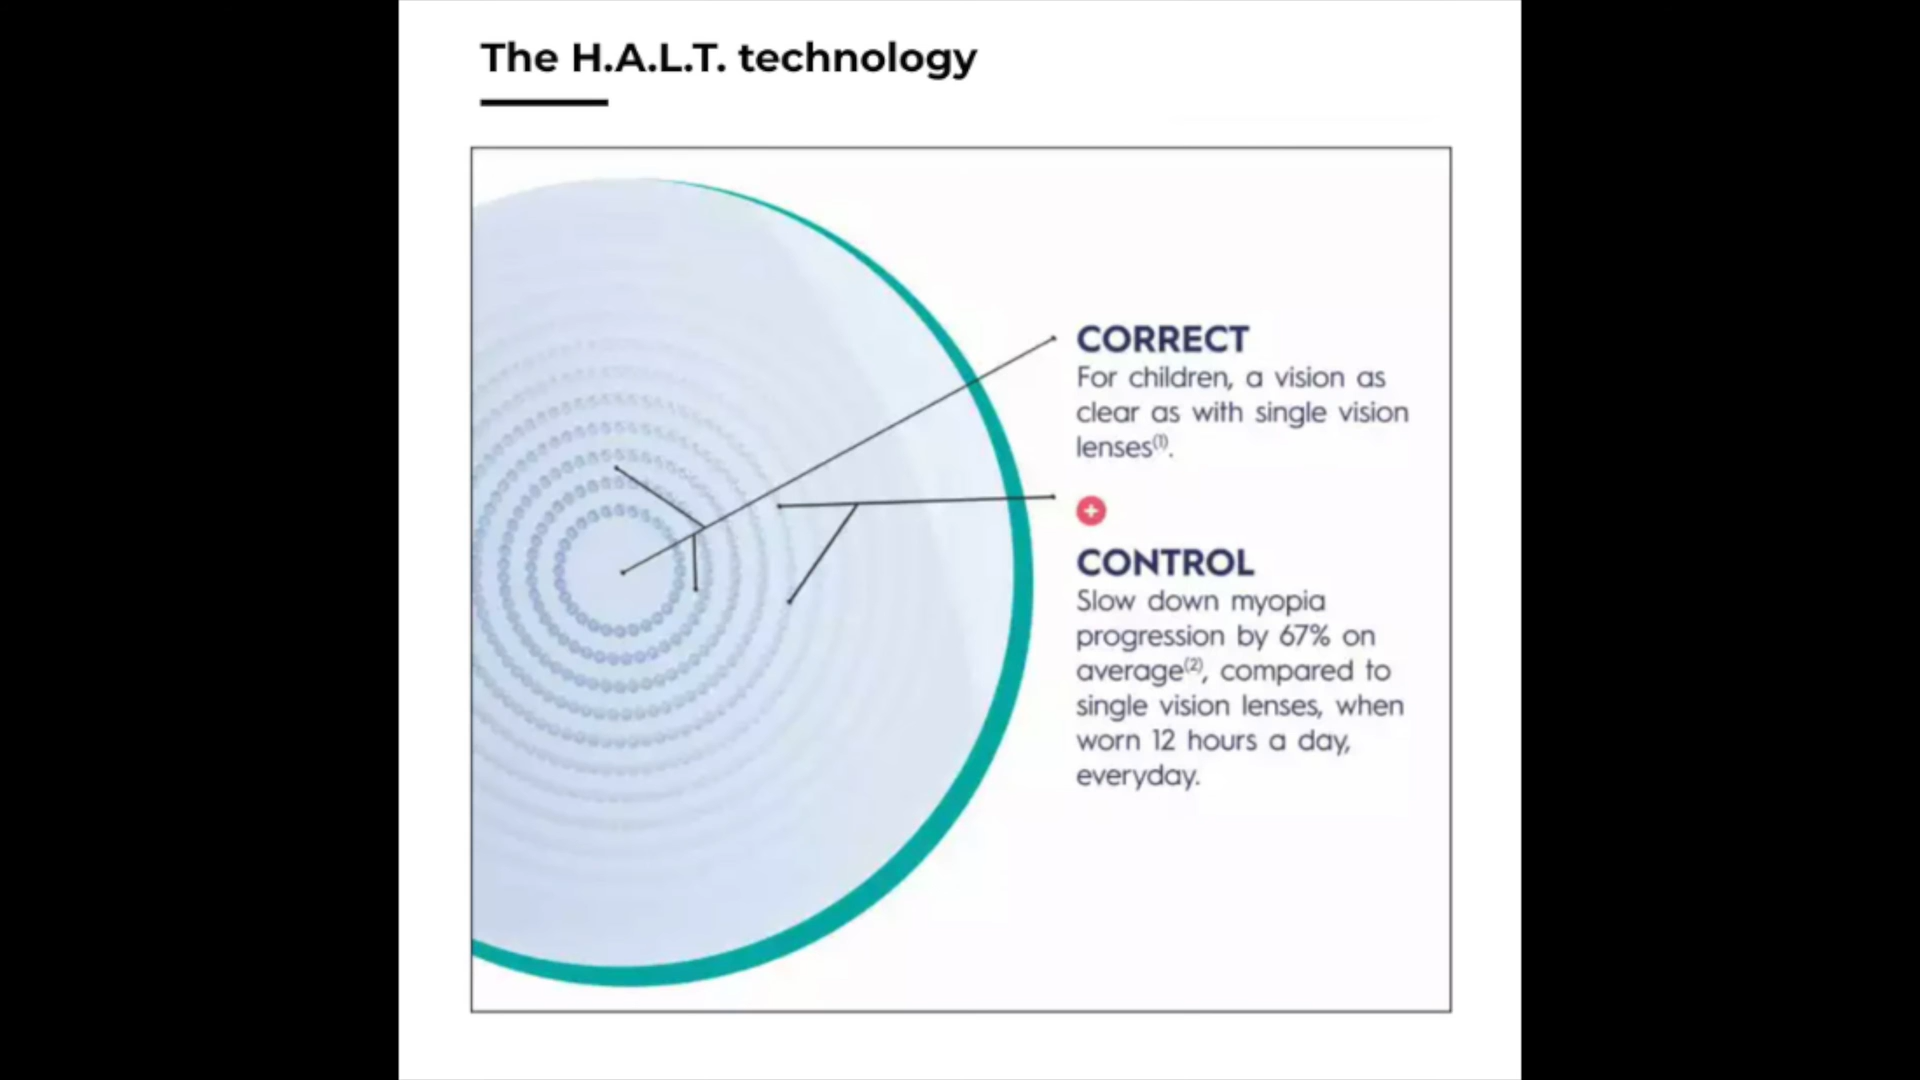 The H.A.L.T. technology
CORRECT
For children, a vision as
clear as with single vision
lenses(1).
+
CONTROL
Slow down myopia
progression by 67% on
average(2), compared to
single vision lenses, when
worn 12 hours a day,
everyday.